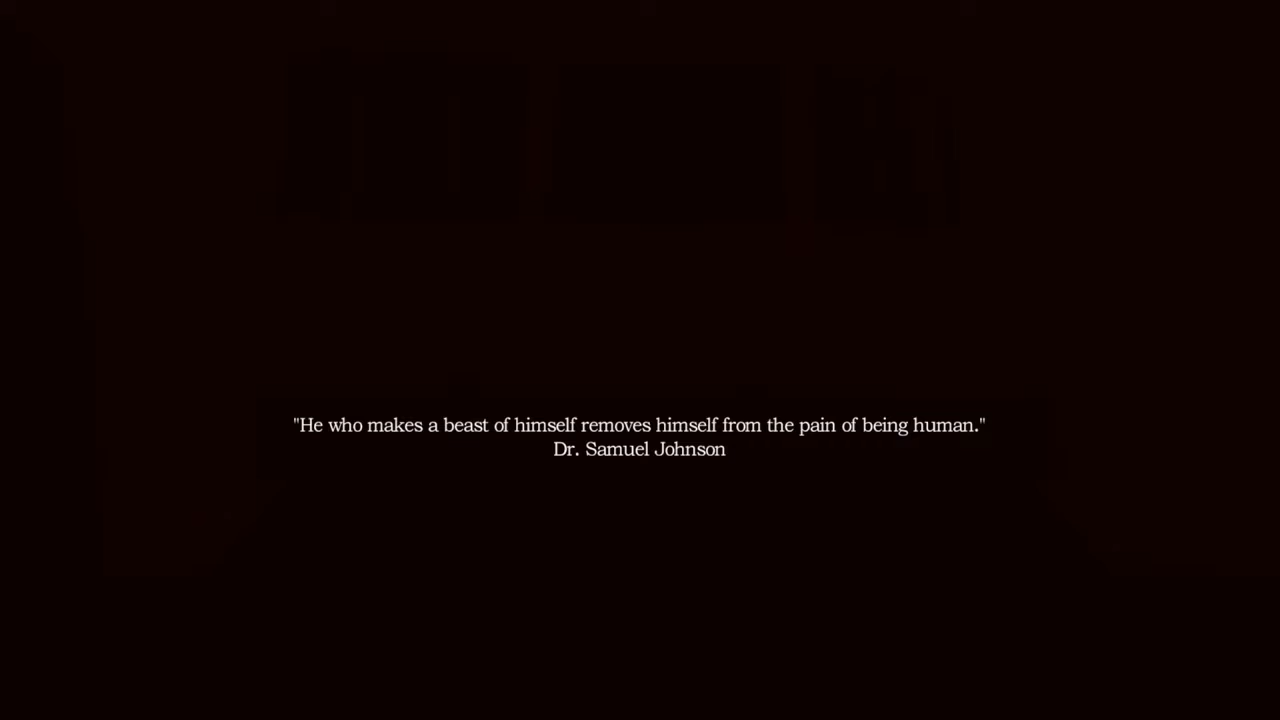 "He who makes a beast of himself removes himself from the pain of being human."
Dr. Samuel Johnson